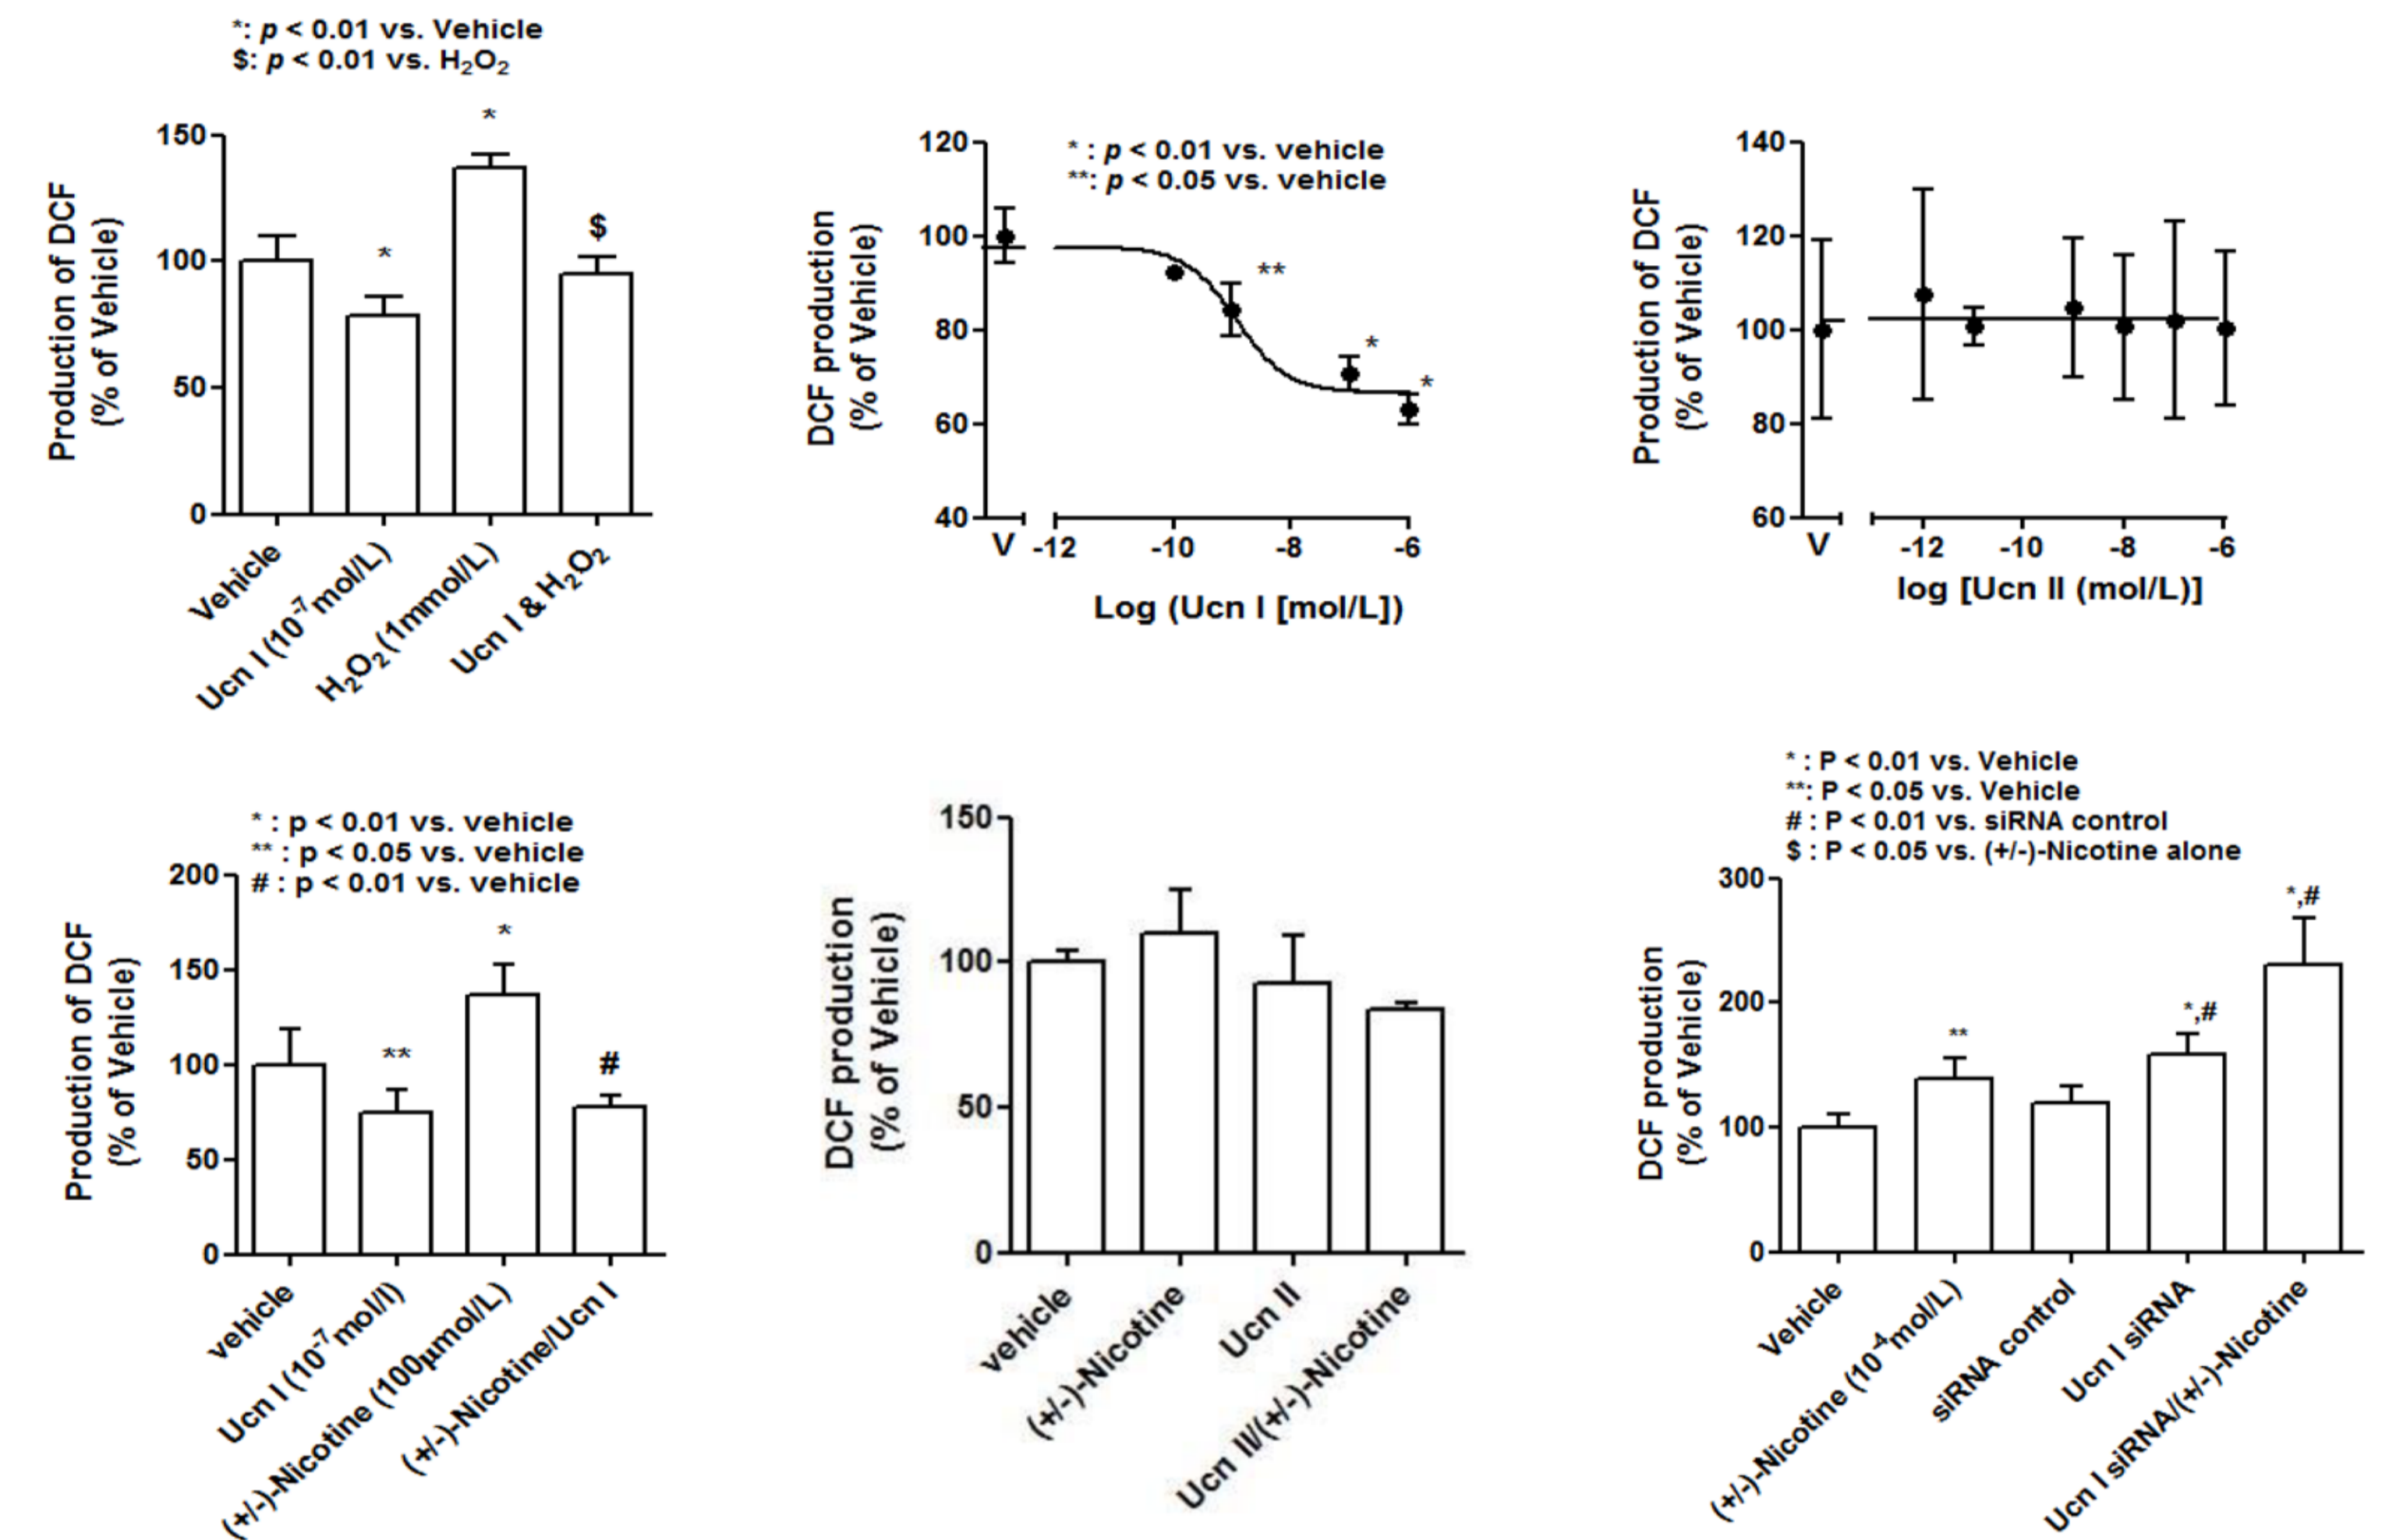 *: p < 0.01 vs. Vehicle
$: p < 0.01 vs. H₂O₂
Production of DCF
(% of Vehicle)
150
100
50
0
*
*
$
Vehicle
Ucn I (10⁻⁷mol/L)
H₂O₂ (1mmol/L)
Ucn I & H₂O₂
* : p < 0.01 vs. vehicle
**: p < 0.05 vs. vehicle
DCF production
(% of Vehicle)
120
100
80
60
40
**
*
*
V -12 -10 -8 -6
Log (Ucn I [mol/L])
Production of DCF
(% of Vehicle)
140
120
100
80
60
V -12 -10 -8 -6
log [Ucn II (mol/L)]
* : p < 0.01 vs. vehicle
** : p < 0.05 vs. vehicle
# : p < 0.01 vs. vehicle
Production of DCF
(% of Vehicle)
200
150
100
50
0
**
*
#
vehicle
Ucn I (10⁻⁷mol/l)
(+/-)-Nicotine (100μmol/L)
(+/-)-Nicotine/Ucn I
DCF production
(% of Vehicle)
150
100
50
0
vehicle
(+/-)-Nicotine
Ucn II
Ucn II/(+/-)-Nicotine
* : P < 0.01 vs. Vehicle
**: P < 0.05 vs. Vehicle
# : P < 0.01 vs. siRNA control
$ : P < 0.05 vs. (+/-)-Nicotine alone
DCF production
(% of Vehicle)
300
200
100
0
**
*,#
*,#
Vehicle
(+/-)-Nicotine (10⁻⁴mol/L)
siRNA control
Ucn I siRNA
Ucn I siRNA/(+/-)-Nicotine